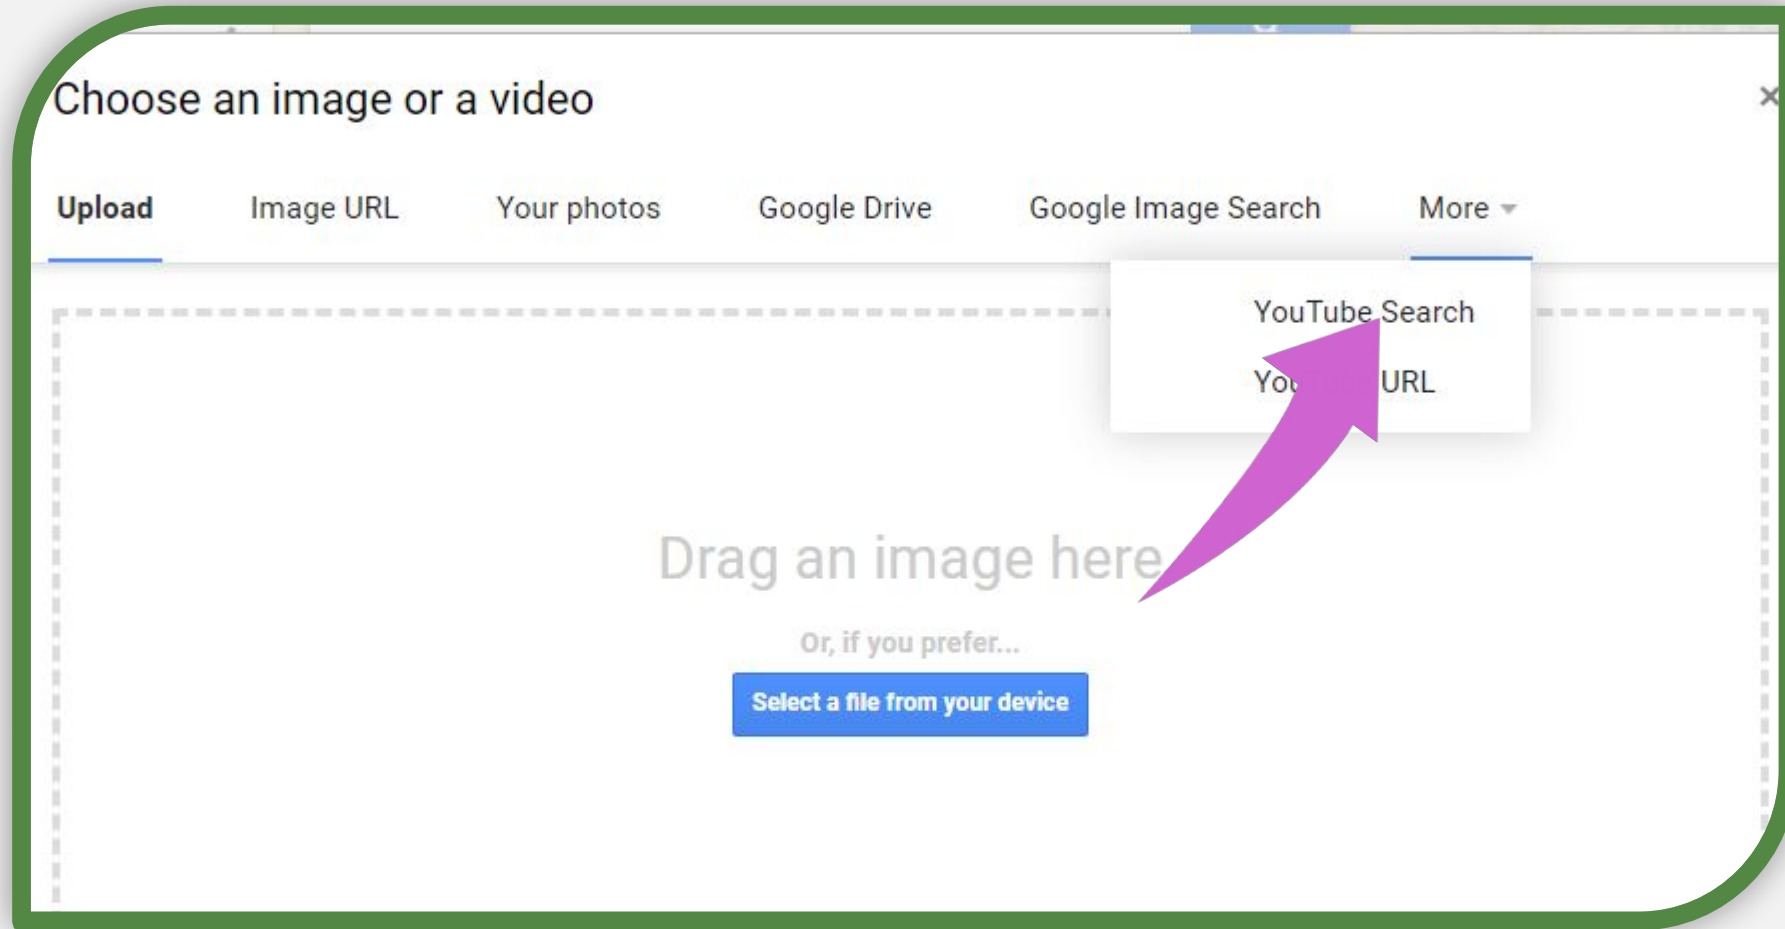 Choose an image or a video
Upload Image URL Your photos Google Drive Google Image Search More
YouTube Search
URL
Drag an image here
Or, if you prefer...
Select a file from your device